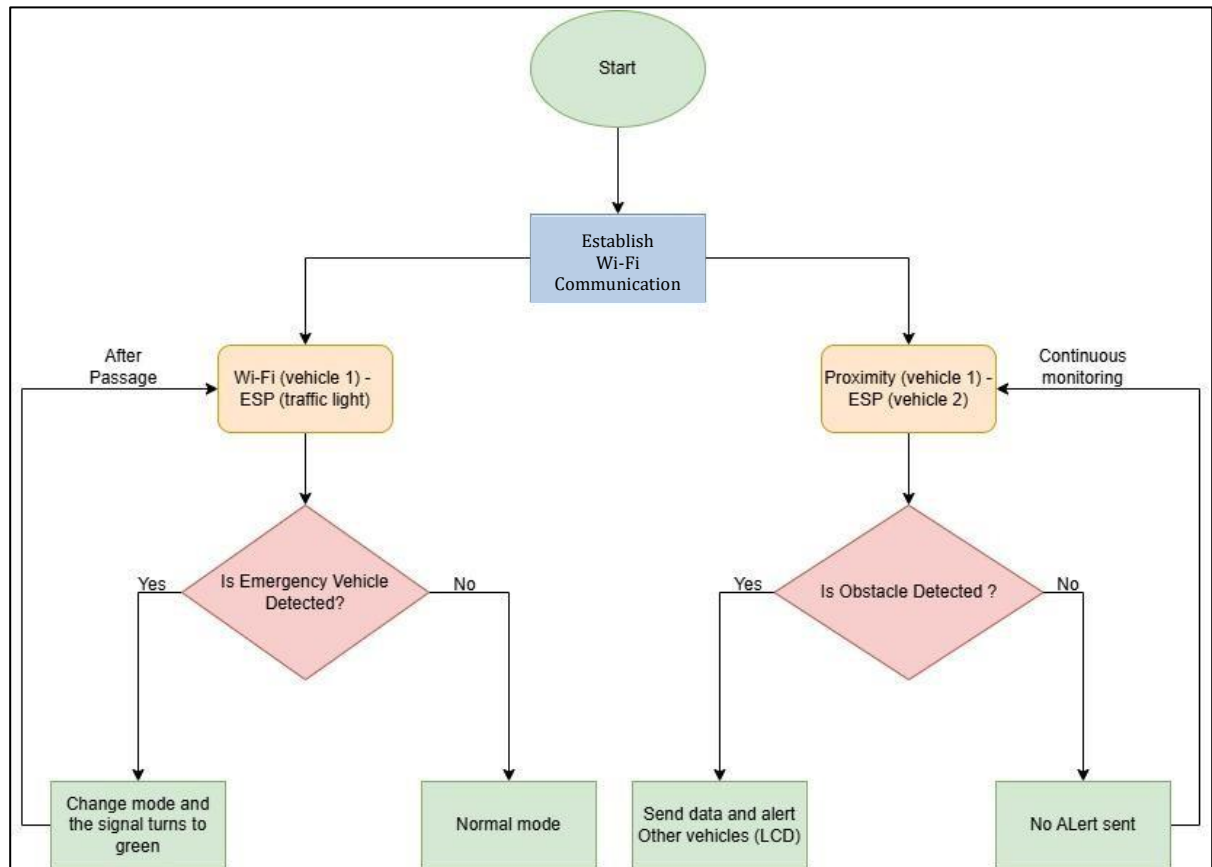 Start
Establish
Wi-Fi
Communication
After
Passage
Wi-Fi (vehicle 1) -
ESP (traffic light)
Proximity (vehicle 1) -
ESP (vehicle 2)
Continuous
monitoring
Yes
Is Emergency Vehicle
Detected?
No
Yes
Is Obstacle Detected ?
No
Change mode and
the signal turns to
green
Normal mode
Send data and alert
Other vehicles (LCD)
No ALert sent